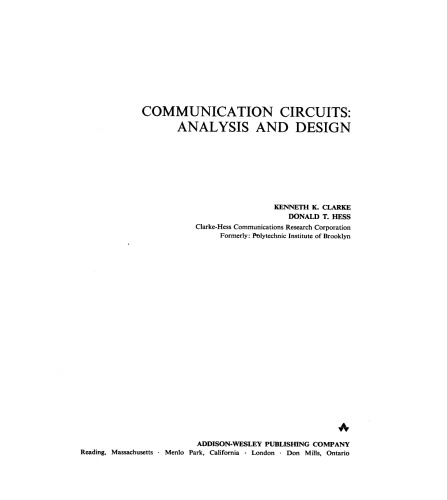 COMMUNICATION CIRCUITS:
ANALYSIS AND DESIGN
KENNETH K. CLARKE
DONALD T. HESS
Clarke-Hess Communications Research Corporation
Formerly: Polytechnic Institute of Brooklyn
ADDISON-WESLEY PUBLISHING COMPANY
Reading, Massachusetts · Menlo Park, California · London · Don Mills, Ontario